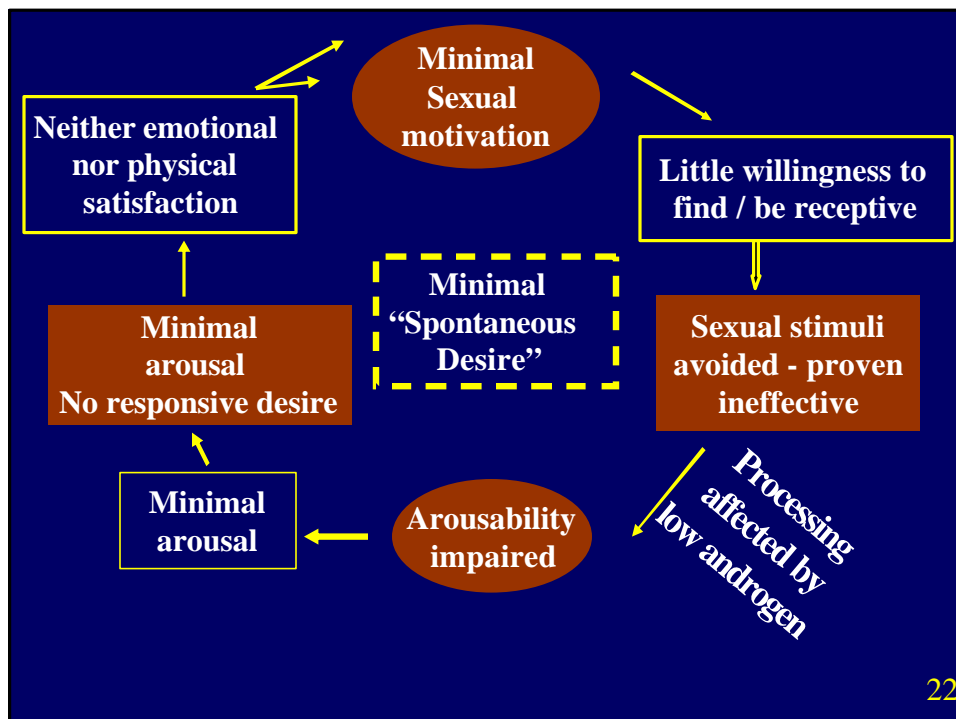 Minimal
Sexual
motivation
Neither emotional
nor physical
satisfaction
Little willingness to
find / be receptive
Minimal
“Spontaneous
Desire”
Minimal
arousal
No responsive desire
Sexual stimuli
avoided - proven
ineffective
Processing
affected by
low androgen
Arousability
impaired
Minimal
arousal
22